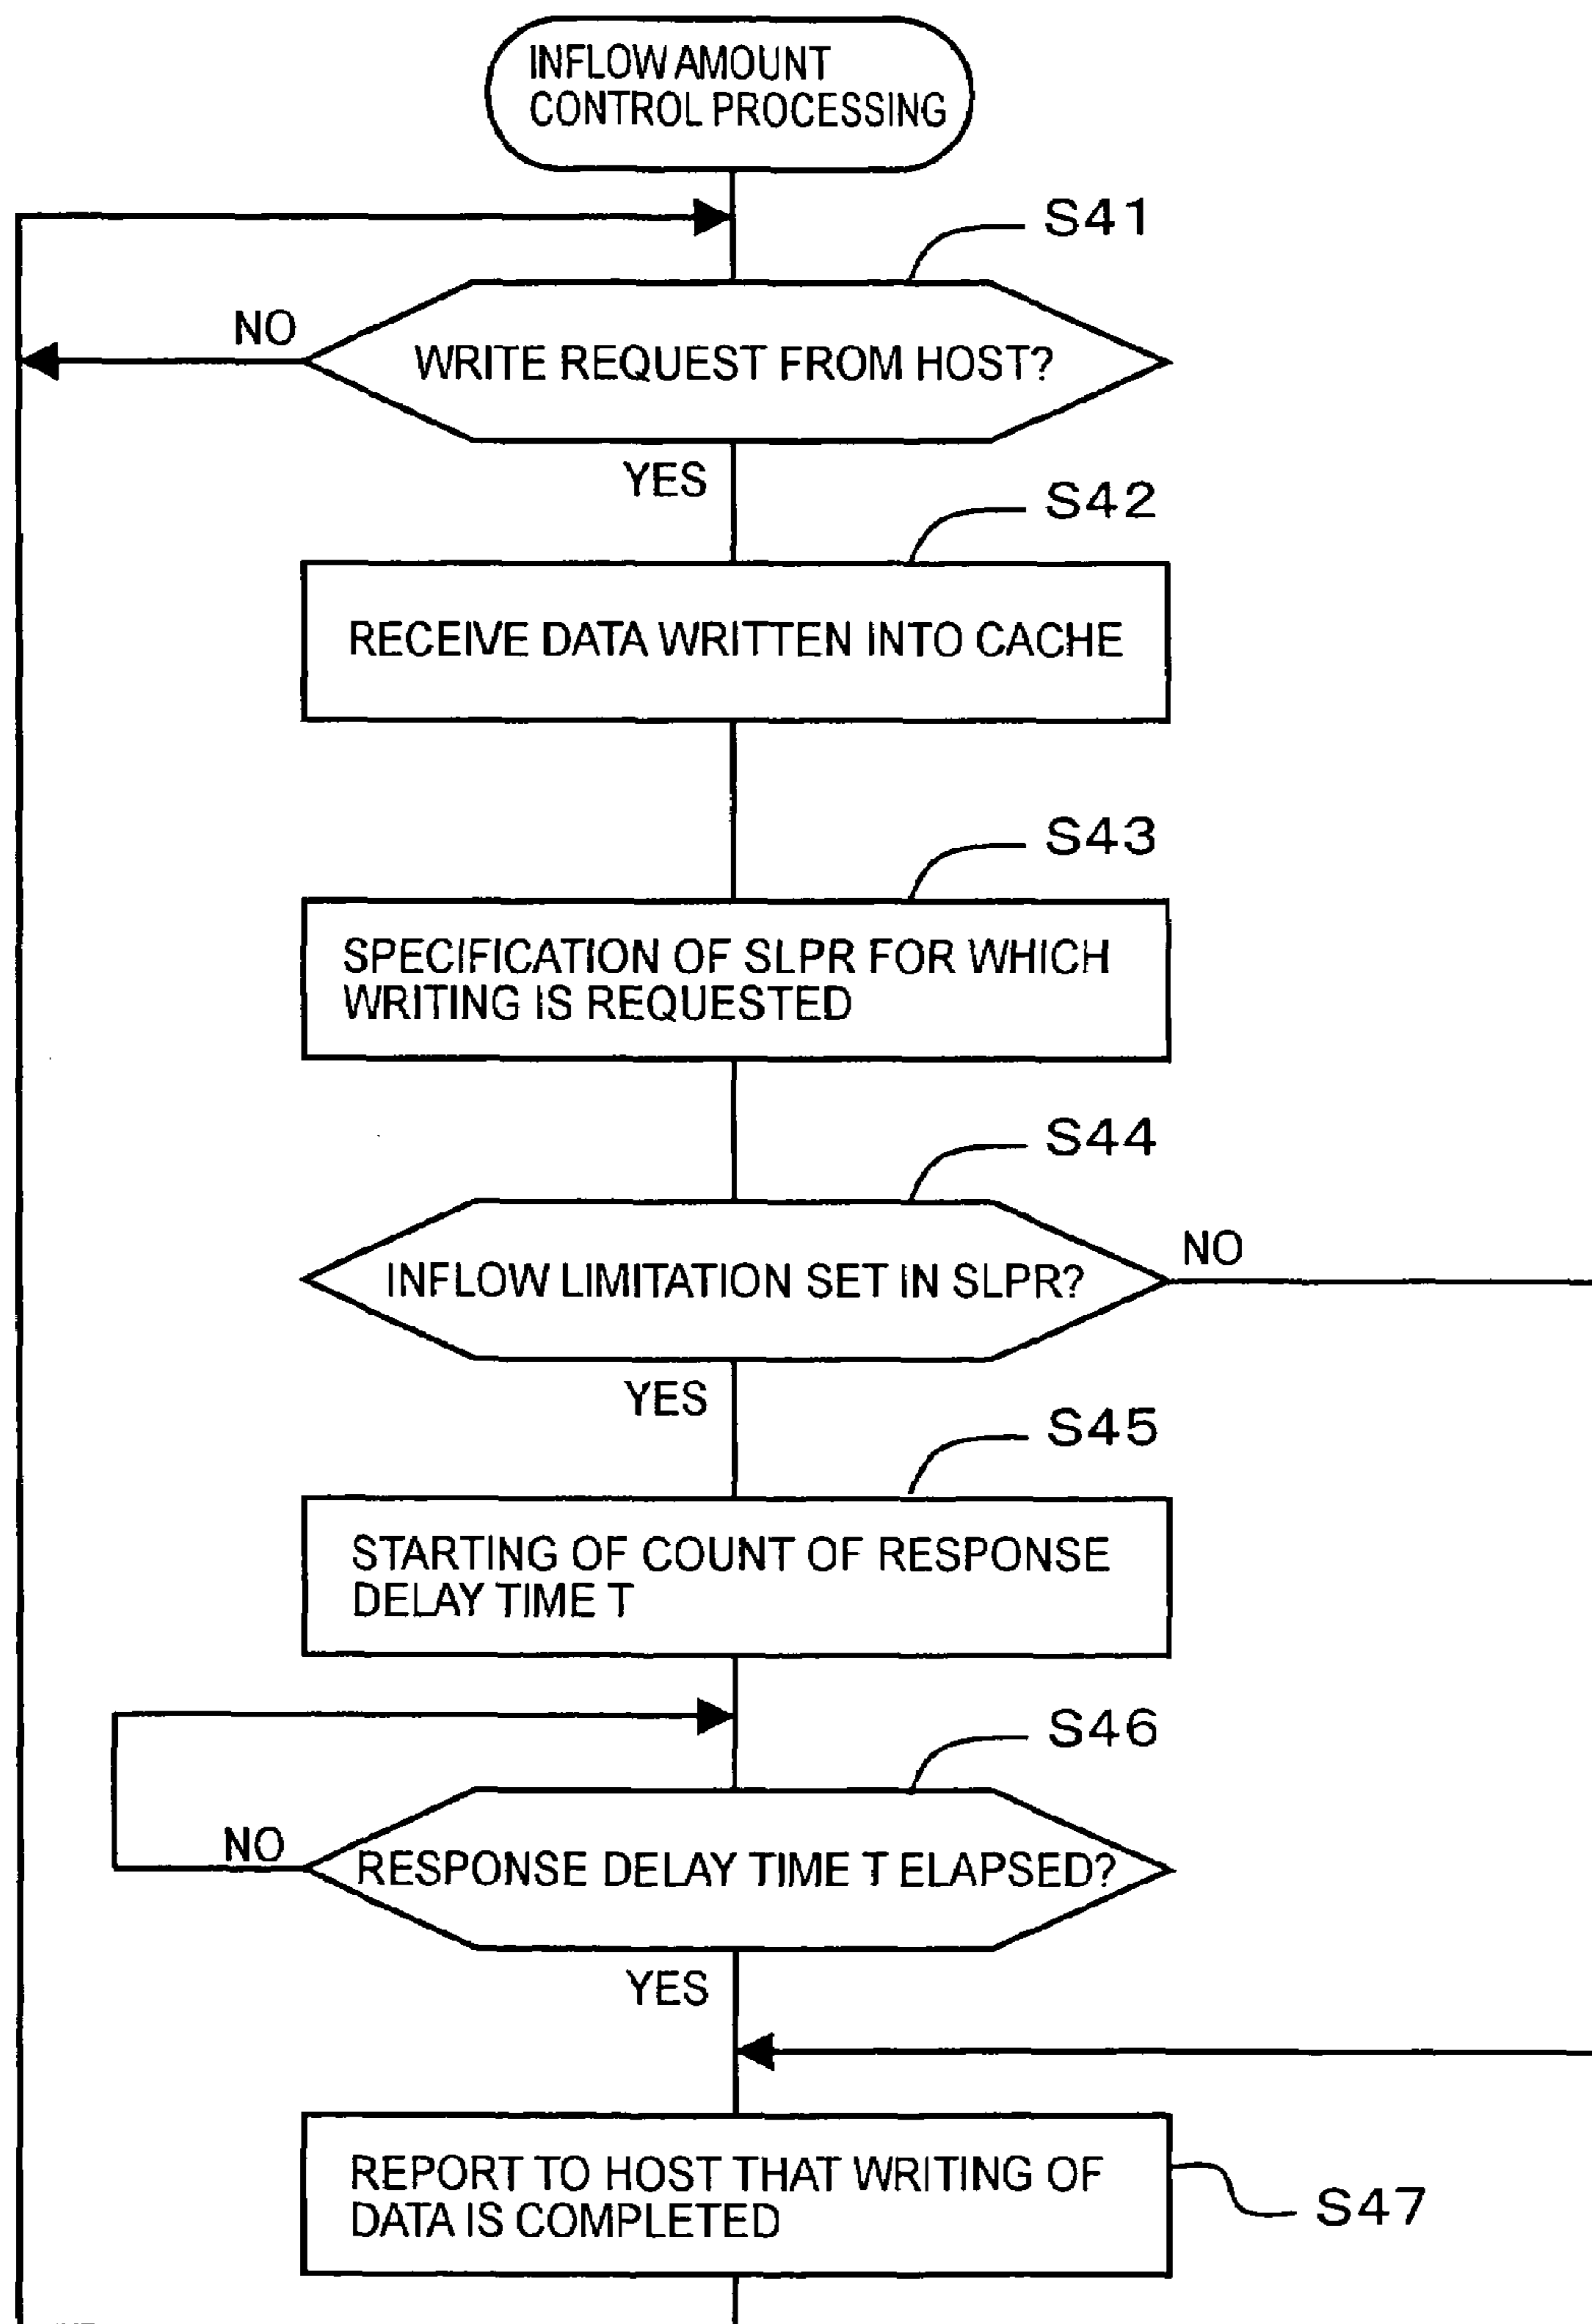 INFLOW AMOUNT
CONTROL PROCESSING
S41
NO
WRITE REQUEST FROM HOST?
YES
S42
RECEIVE DATA WRITTEN INTO CACHE
S43
SPECIFICATION OF SLPR FOR WHICH
WRITING IS REQUESTED
S44
NO
INFLOW LIMITATION SET IN SLPR?
YES
S45
STARTING OF COUNT OF RESPONSE
DELAY TIME T
S46
NO
RESPONSE DELAY TIME T ELAPSED?
YES
REPORT TO HOST THAT WRITING OF
DATA IS COMPLETED
S47